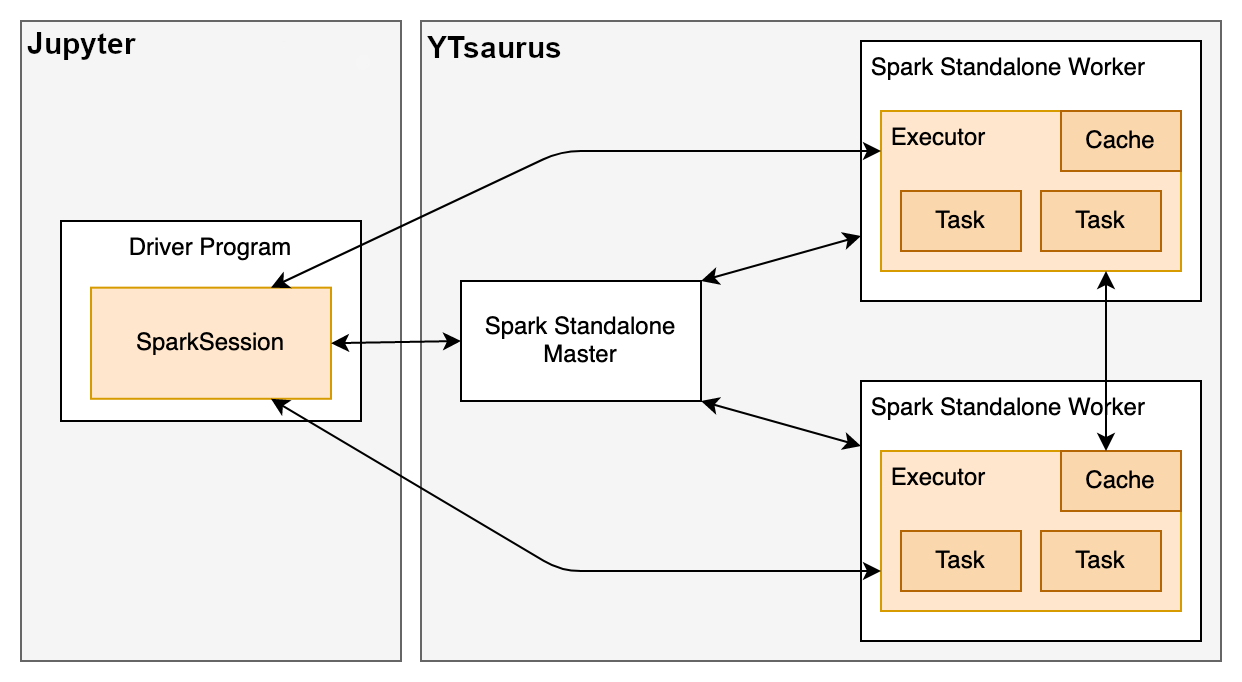 Jupyter
Driver Program
SparkSession
YTsaurus
Spark Standalone
Master
Spark Standalone Worker
Executor
Cache
Task
Task
Spark Standalone Worker
Executor
Cache
Task
Task